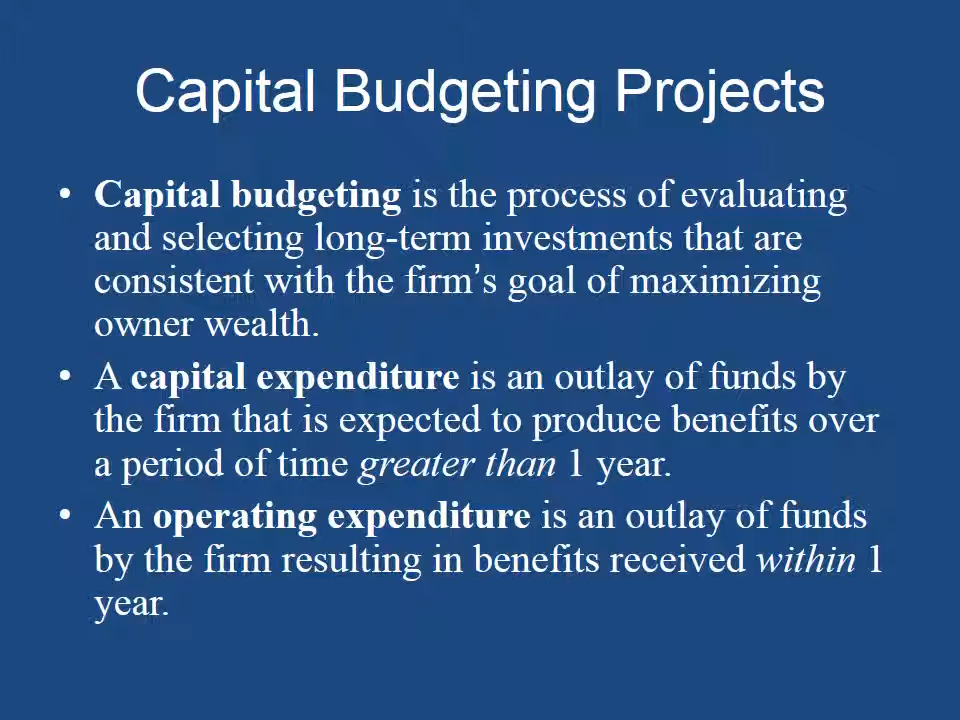 Capital Budgeting Projects
• Capital budgeting is the process of evaluating
and selecting long-term investments that are
consistent with the firm’s goal of maximizing
owner wealth.
• A capital expenditure is an outlay of funds by
the firm that is expected to produce benefits over
a period of time greater than 1 year.
• An operating expenditure is an outlay of funds
by the firm resulting in benefits received within 1
year.